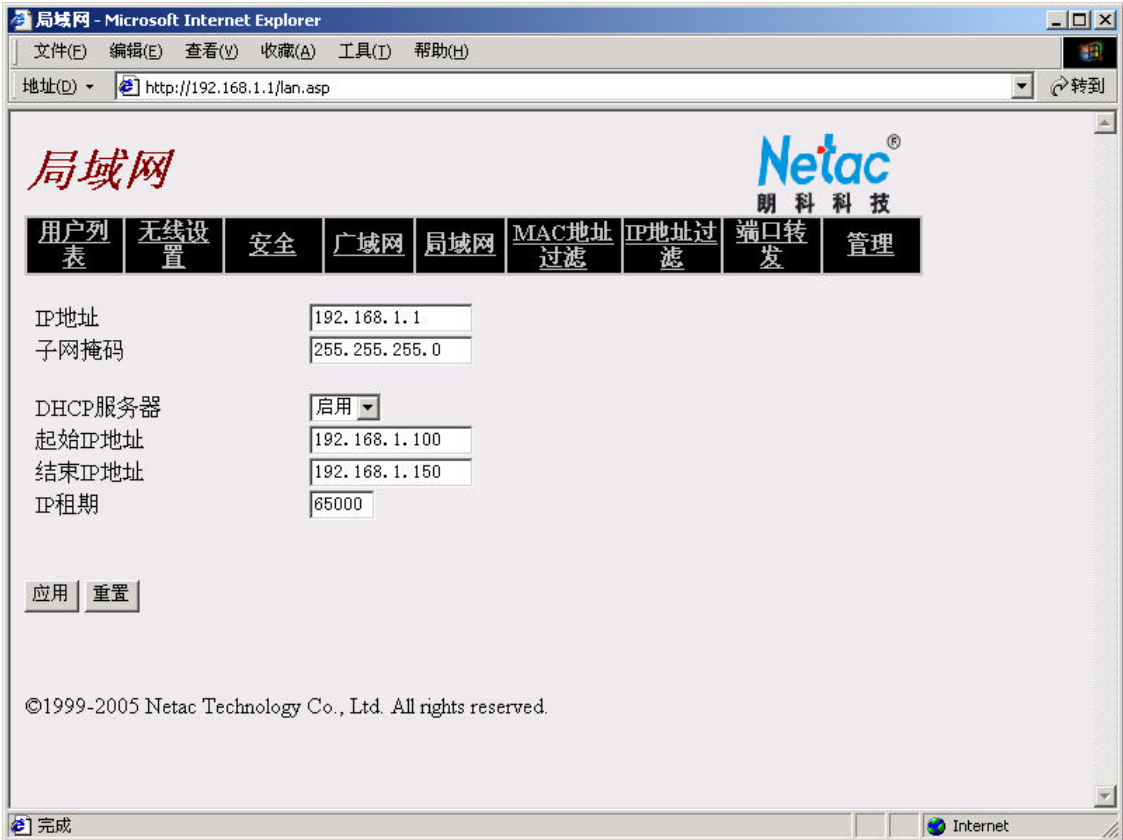 局域网 - Microsoft Internet Explorer
文件(F) 编辑(E) 查看(V) 收藏(A) 工具(T) 帮助(H)
地址(D) http://192.168.1.1/lan.asp 转到
局域网
Netac®
朗科科技
用户列表 无线设置 安全 广域网 局域网 MAC地址过滤 IP地址过滤 端口转发 管理
IP地址 192.168.1.1
子网掩码 255.255.255.0
DHCP服务器 启用
起始IP地址 192.168.1.100
结束IP地址 192.168.1.150
IP租期 65000
应用 重置
©1999-2005 Netac Technology Co., Ltd. All rights reserved.
完成 Internet